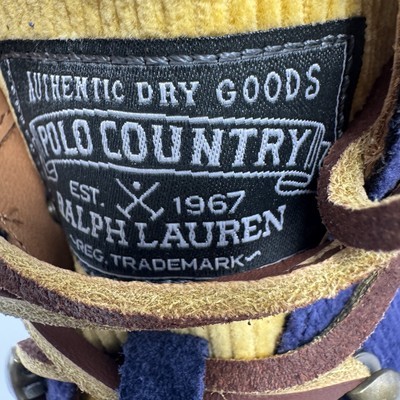 AUTHENTIC DRY GOODS
POLO COUNTRY
EST. 1967
RALPH LAUREN
REG. TRADEMARK